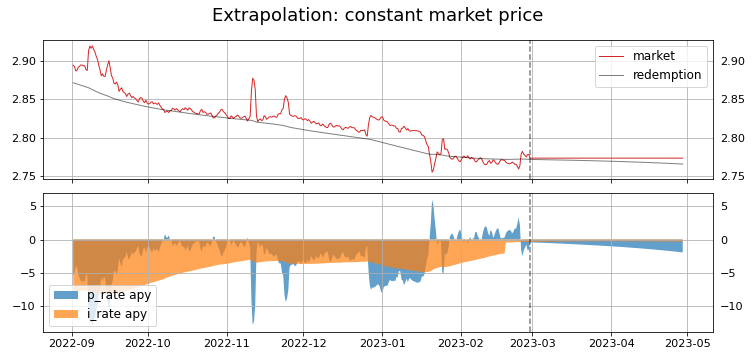 Extrapolation: constant market price
2.90
2.85
2.80
2.75
market
redemption
2.90
2.85
2.80
2.75
5
0
−5
−10
p_rate apy
i_rate apy
5
0
−5
−10
2022-09 2022-10 2022-11 2022-12 2023-01 2023-02 2023-03 2023-04 2023-05